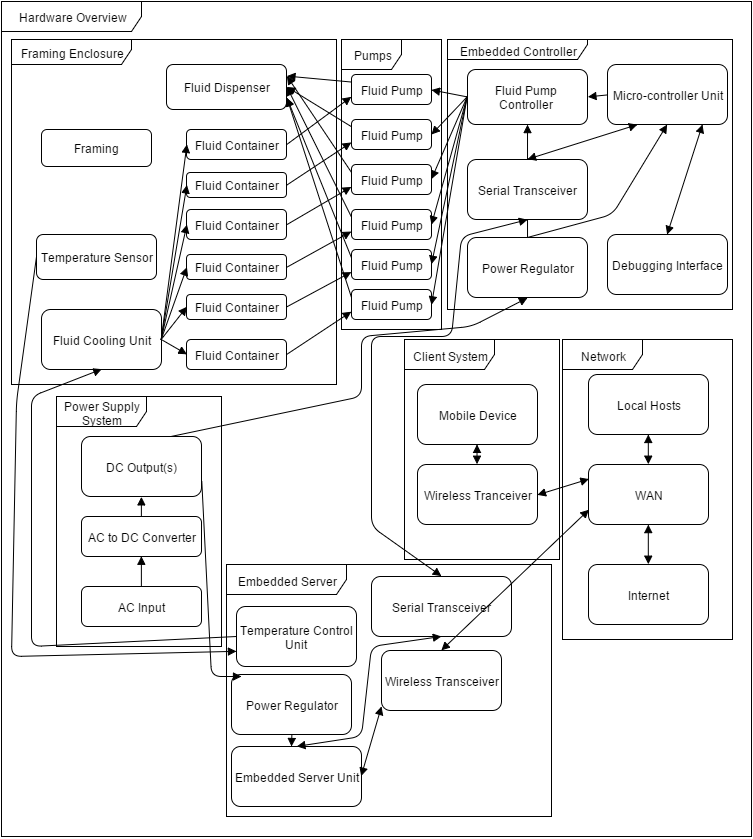 Hardware Overview
Framing Enclosure
Fluid Dispenser
Framing
Fluid Container
Fluid Container
Fluid Container
Fluid Container
Fluid Container
Fluid Container
Temperature Sensor
Fluid Cooling Unit
Pumps
Fluid Pump
Fluid Pump
Fluid Pump
Fluid Pump
Fluid Pump
Fluid Pump
Embedded Controller
Fluid Pump
Controller
Micro-controller Unit
Serial Transceiver
Power Regulator
Debugging Interface
Client System
Mobile Device
Wireless Tranceiver
Network
Local Hosts
WAN
Internet
Power Supply
System
DC Output(s)
AC to DC Converter
AC Input
Embedded Server
Serial Transceiver
Temperature Control
Unit
Wireless Transceiver
Power Regulator
Embedded Server Unit